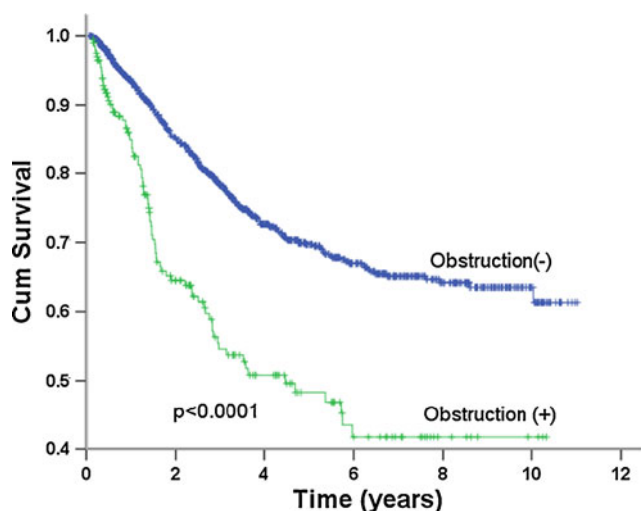 1.0
0.9
0.8
0.7
0.6
0.5
0.4
Cum Survival
Obstruction(-)
Obstruction (+)
p<0.0001
0 2 4 6 8 10 12
Time (years)